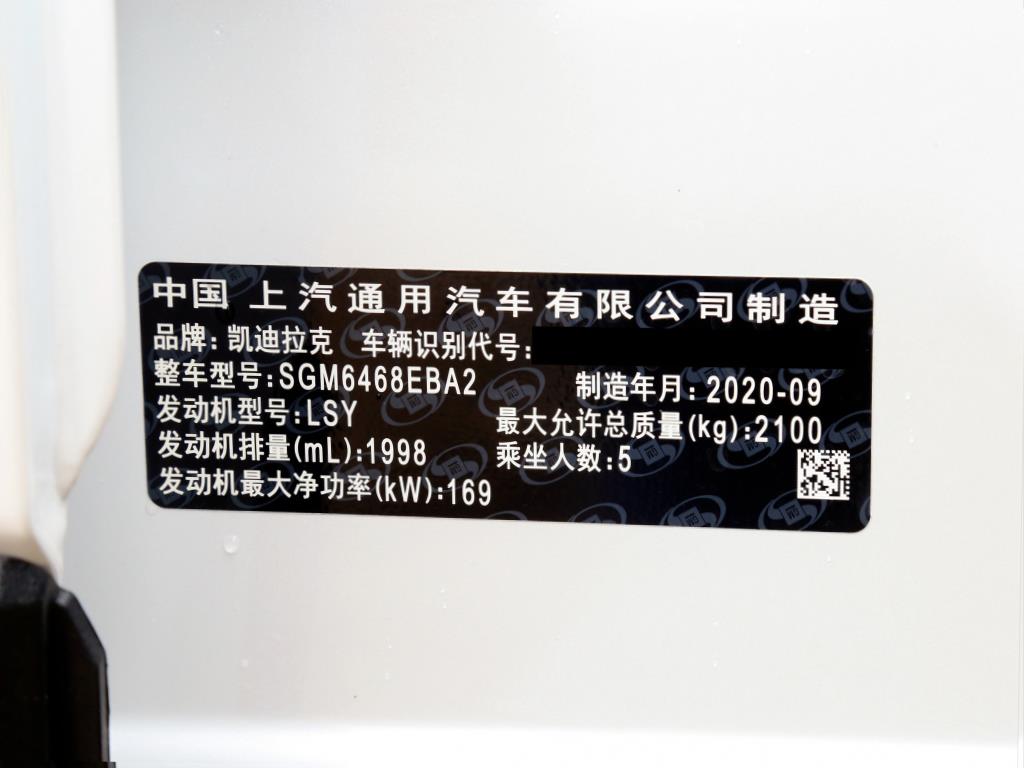 中国 上汽通用汽车有限公司制造
品牌:凯迪拉克 车辆识别代号:
整车型号:SGM6468EBA2 制造年月:2020-09
发动机型号:LSY 最大允许总质量(kg):2100
发动机排量(mL):1998 乘坐人数:5
发动机最大净功率(kW):169